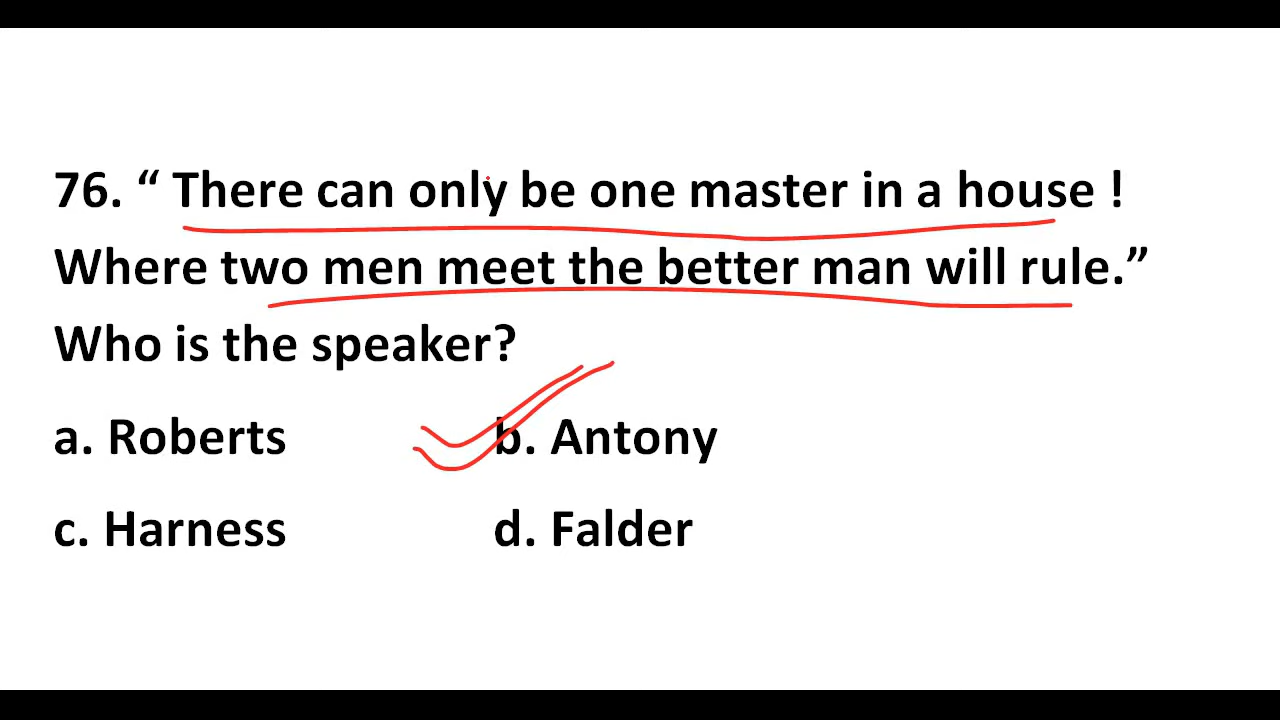 76. “ There can only be one master in a house !
Where two men meet the better man will rule.”
Who is the speaker?
a. Roberts b. Antony
c. Harness d. Falder